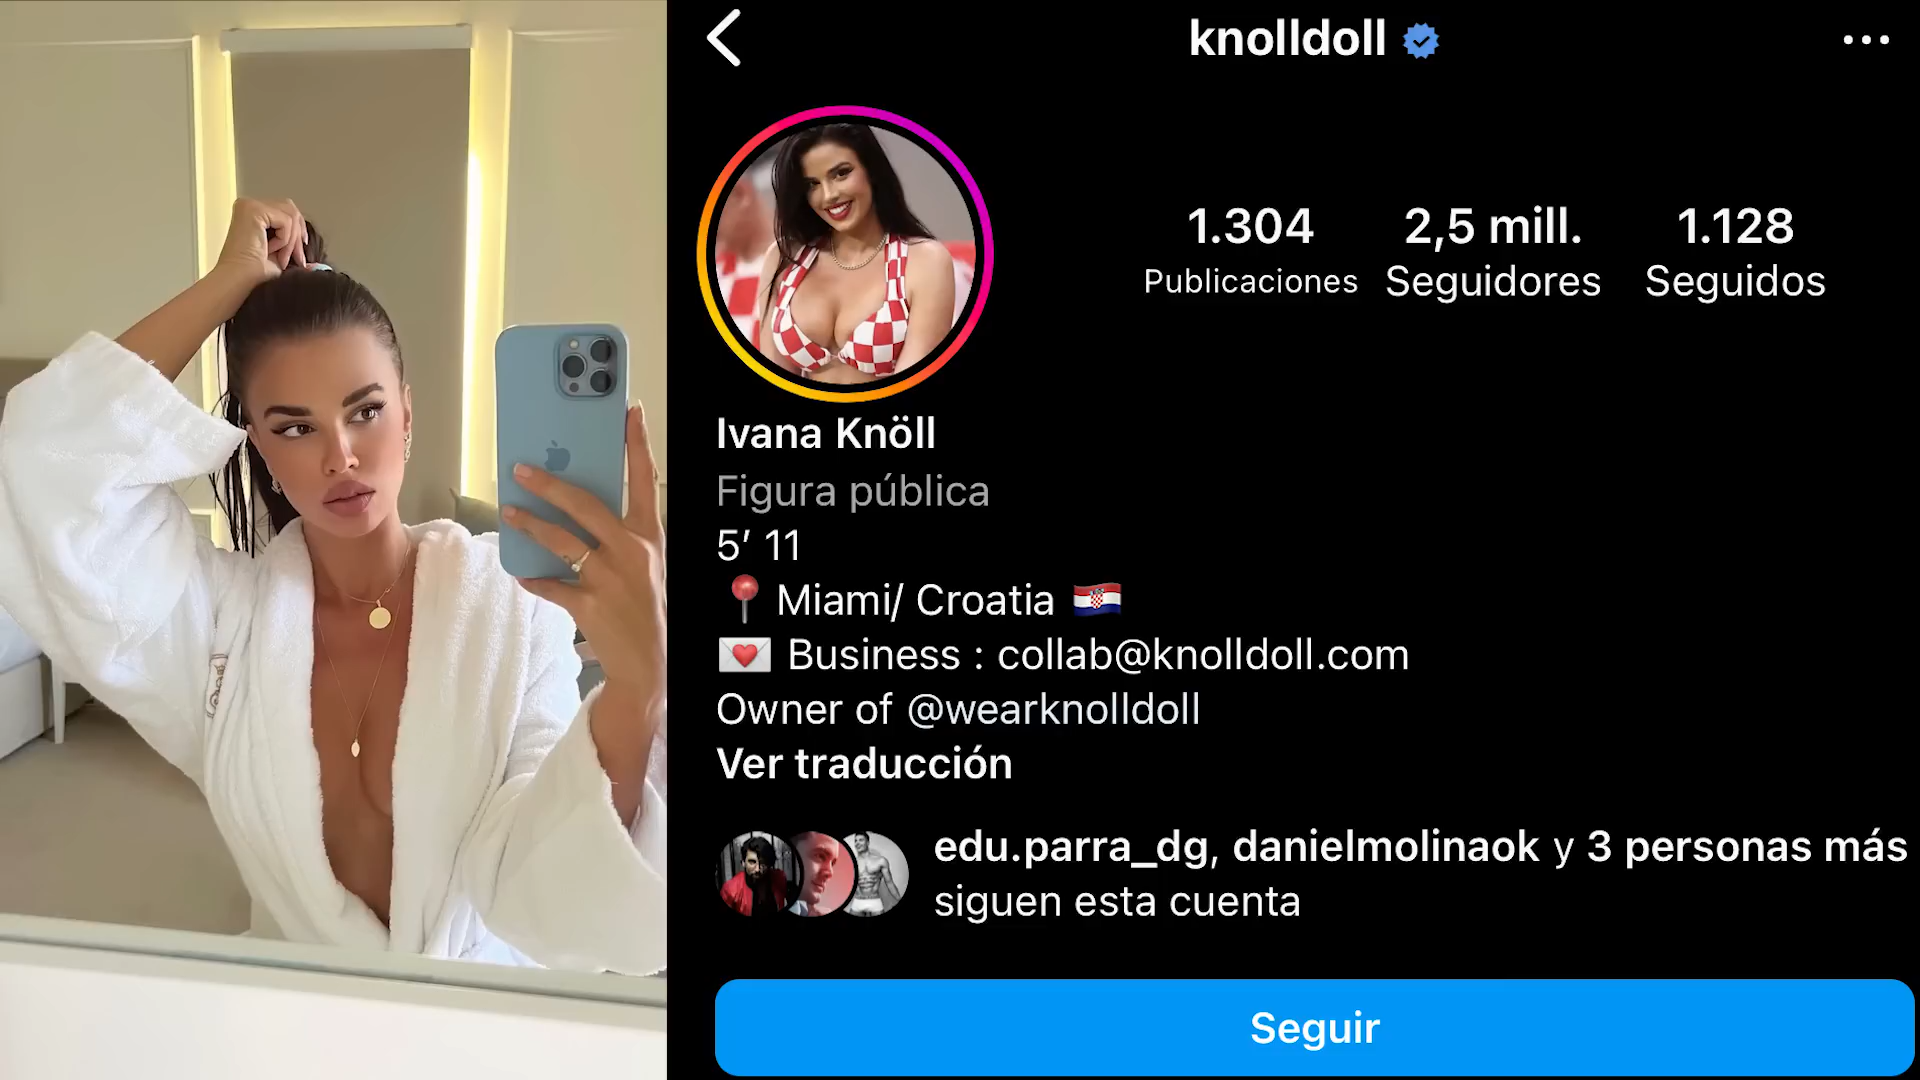 knolldoll
1.304 2,5 mill. 1.128
Publicaciones Seguidores Seguidos
Ivana Knöll
Figura pública
5’ 11
Miami/ Croatia
Business : collab@knolldoll.com
Owner of @wearknolldoll
Ver traducción
edu.parra_dg, danielmolinaok y 3 personas más
siguen esta cuenta
Seguir